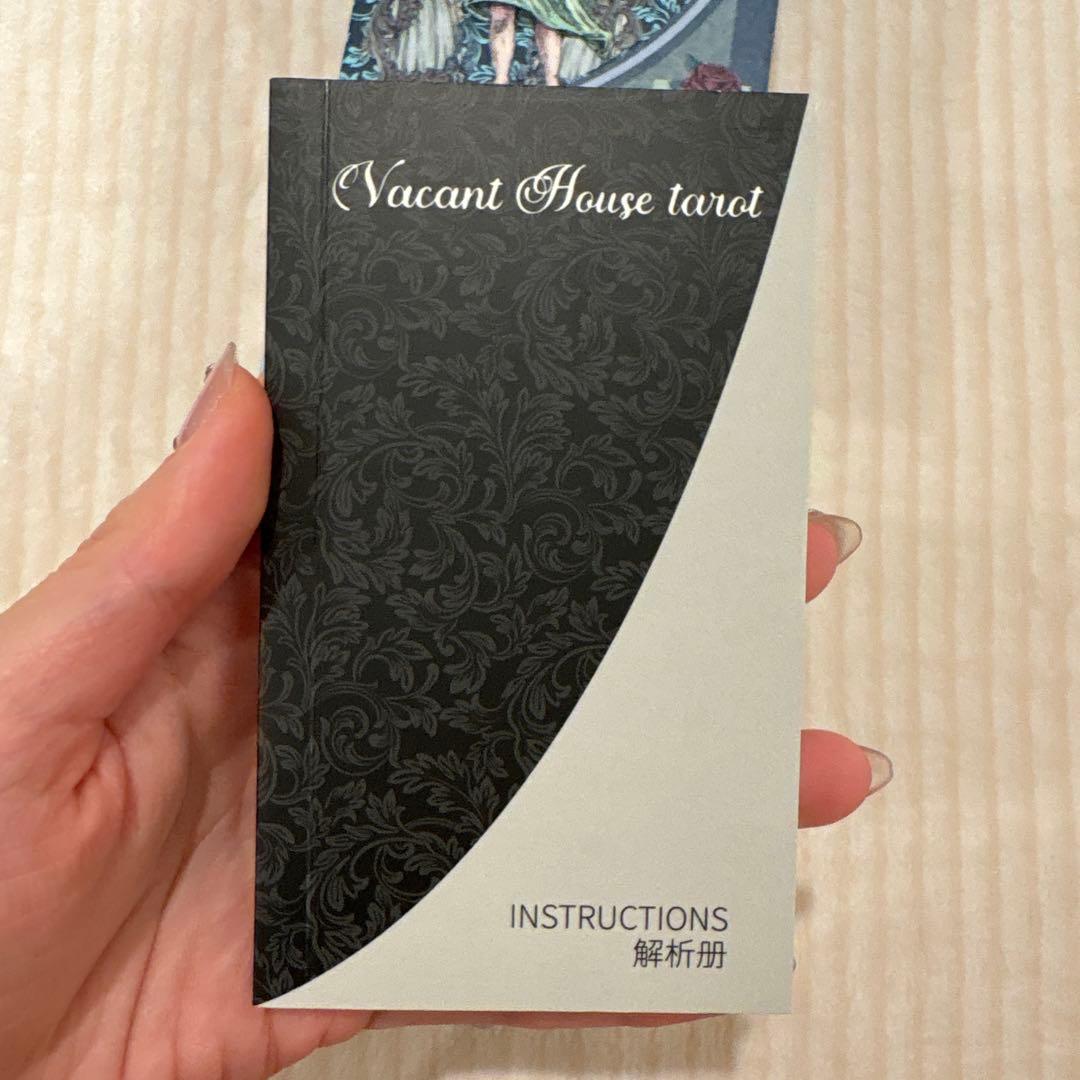 Vacant House tarot
INSTRUCTIONS
解析册